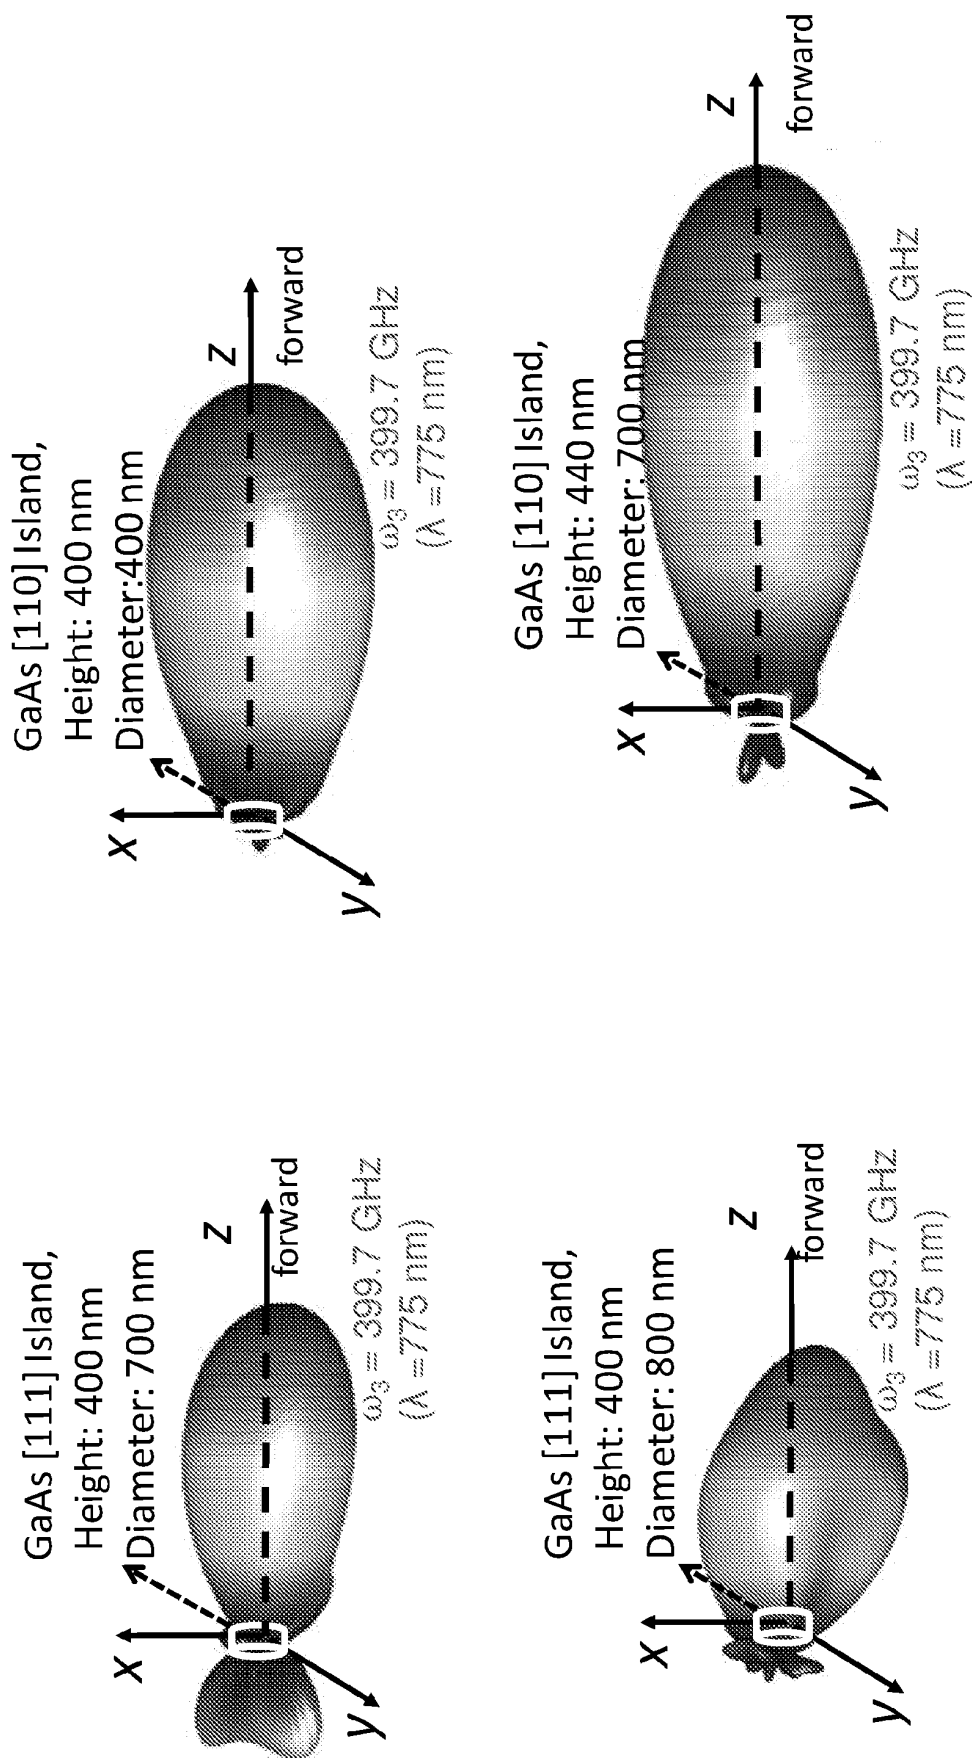 GaAs [111] Island,
Height: 400 nm
Diameter: 700 nm
x
y
z
forward
ω₃ = 399.7 GHz
(λ =775 nm)
GaAs [110] Island,
Height: 400 nm
Diameter:400 nm
x
y
z
forward
ω₃ = 399.7 GHz
(λ =775 nm)
GaAs [111] Island,
Height: 400 nm
Diameter: 800 nm
x
y
z
forward
ω₃ = 399.7 GHz
(λ =775 nm)
GaAs [110] Island,
Height: 440 nm
Diameter: 700 nm
x
y
z
forward
ω₃ = 399.7 GHz
(λ =775 nm)